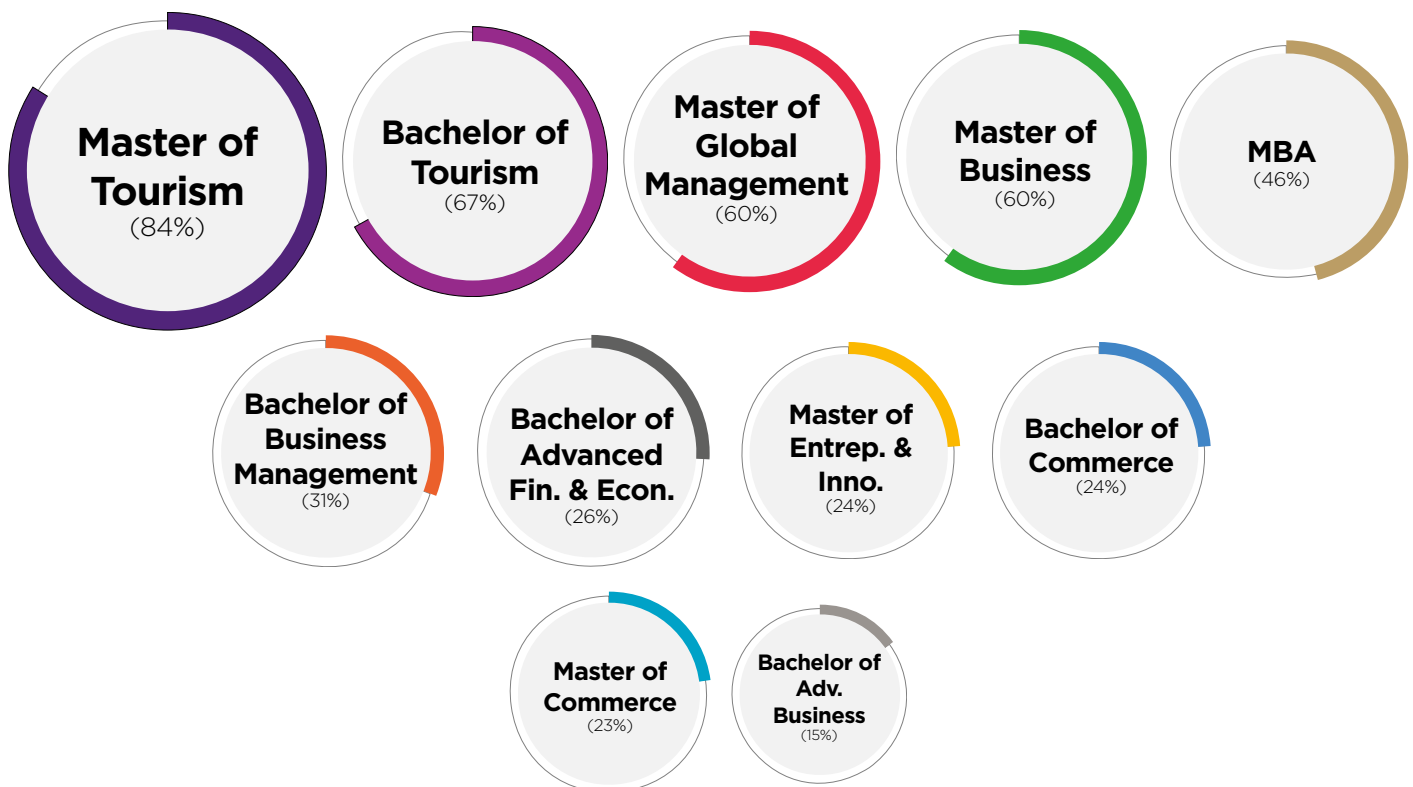 Master of
Tourism
(84%)
Bachelor of
Tourism
(67%)
Master of
Global
Management
(60%)
Master of
Business
(60%)
MBA
(46%)
Bachelor of
Business
Management
(31%)
Bachelor of
Advanced
Fin. & Econ.
(26%)
Master of
Entrep. &
Inno.
(24%)
Bachelor of
Commerce
(24%)
Master of
Commerce
(23%)
Bachelor of
Adv.
Business
(15%)